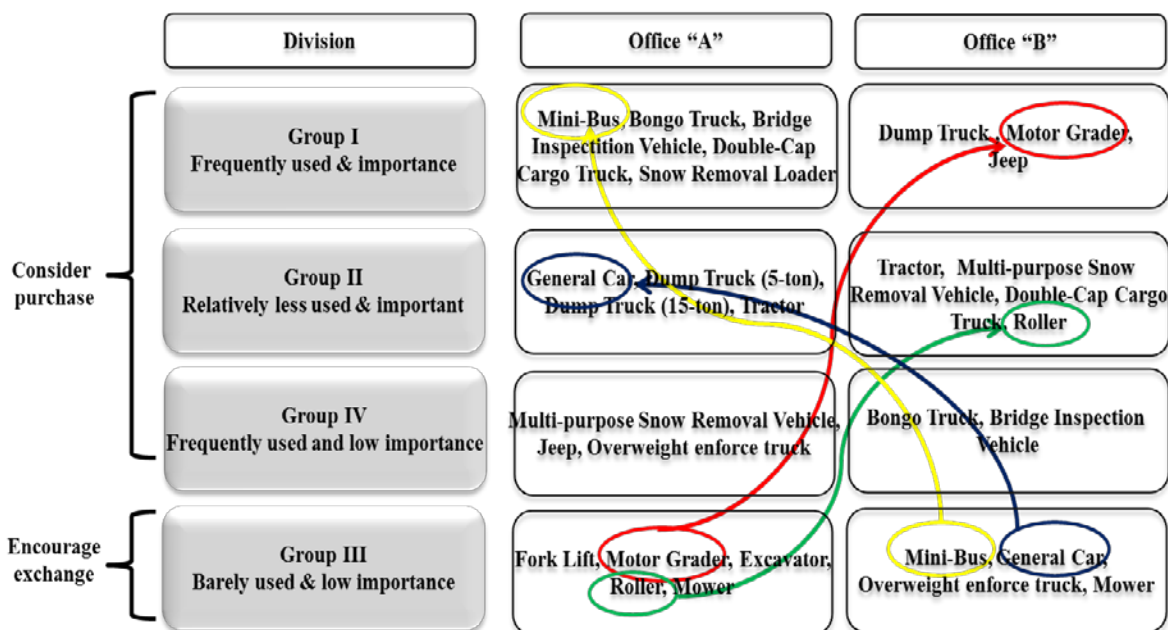 Division
Office “A”
Office “B”
Consider
purchase
Group I
Frequently used & importance
Mini-Bus, Bongo Truck, Bridge
Inspectition Vehicle, Double-Cap
Cargo Truck, Snow Removal Loader
Dump Truck , Motor Grader,
Jeep
Group II
Relatively less used & important
General Car, Dump Truck (5-ton),
Dump Truck (15-ton), Tractor
Tractor, Multi-purpose Snow
Removal Vehicle, Double-Cap Cargo
Truck, Roller
Group IV
Frequently used and low importance
Multi-purpose Snow Removal Vehicle,
Jeep, Overweight enforce truck
Bongo Truck, Bridge Inspection
Vehicle
Encourage
exchange
Group III
Barely used & low importance
Fork Lift, Motor Grader, Excavator,
Roller, Mower
Mini-Bus, General Car,
Overweight enforce truck, Mower